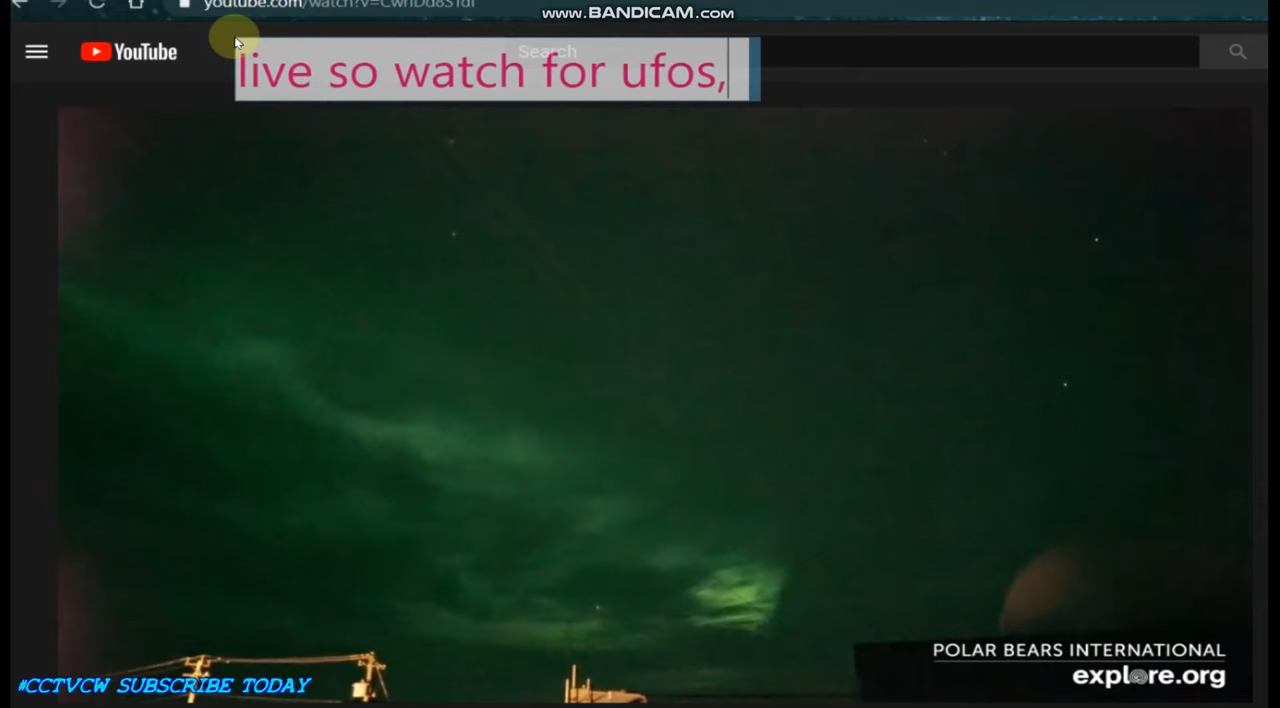 www.BANDICAM.com
YouTube
Search
live so watch for ufos,
POLAR BEARS INTERNATIONAL
explore.org
#CCTVCW SUBSCRIBE TODAY